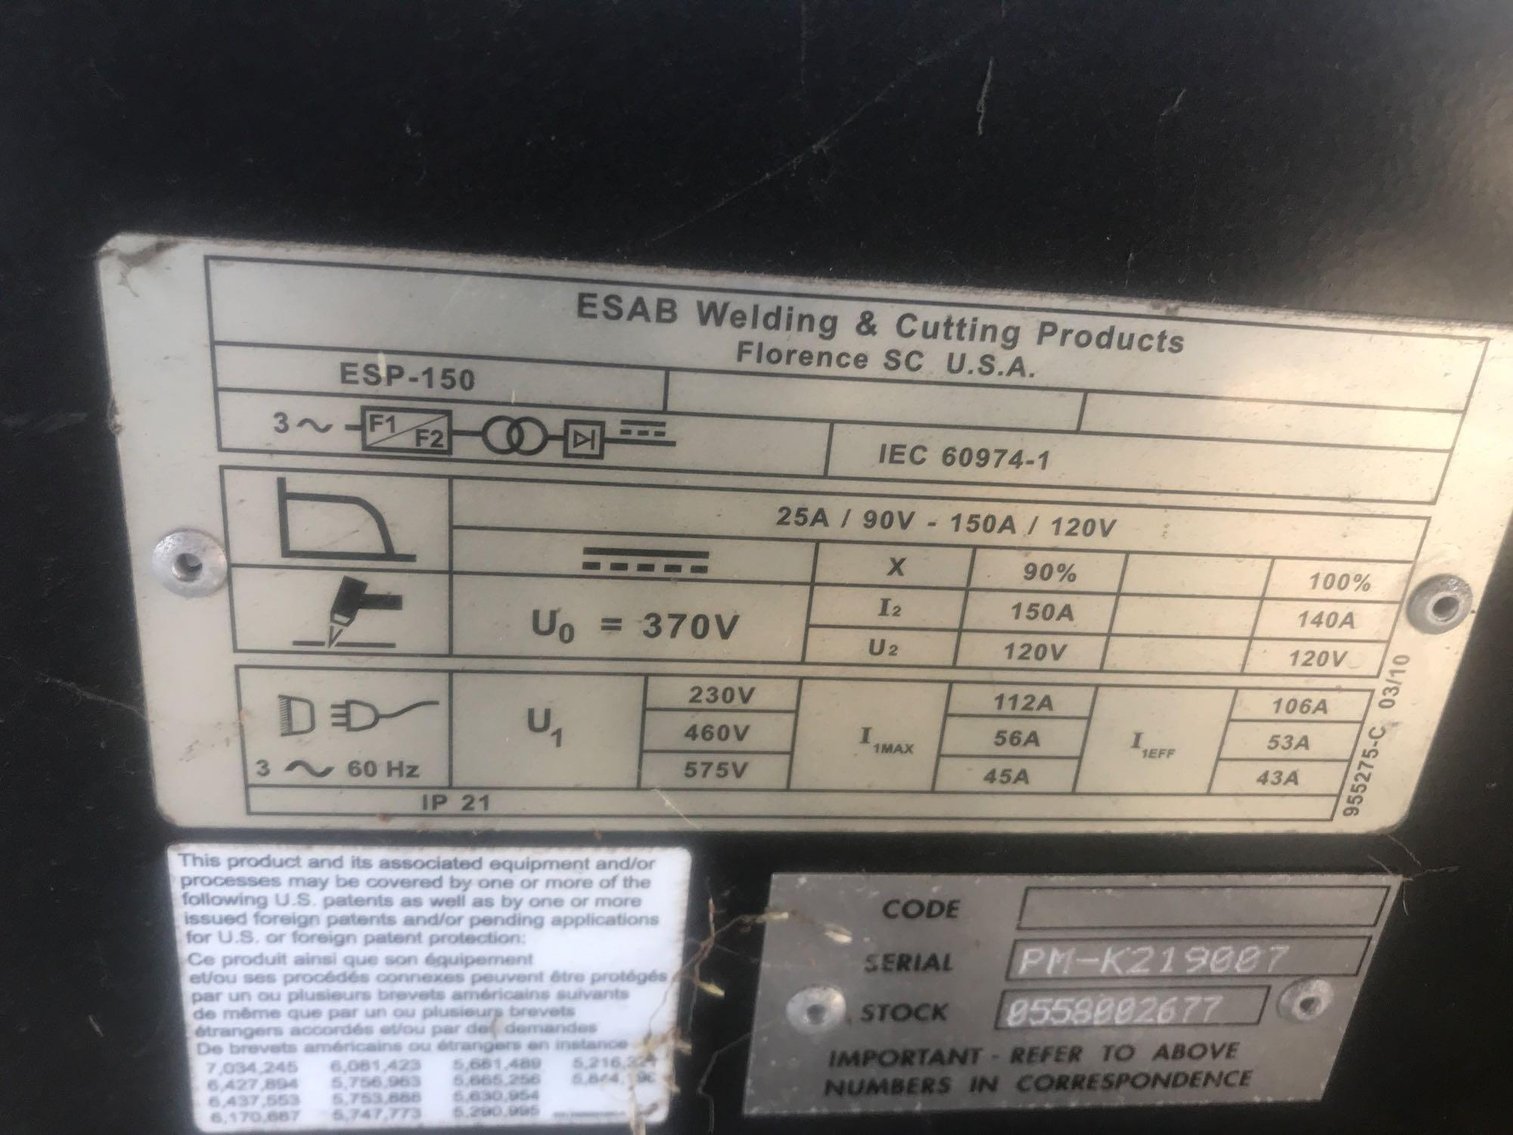 ESAB Welding & Cutting Products
Florence SC U.S.A.
ESP-150
3 ~ F1 F2 IEC 60974-1
25A / 90V - 150A / 120V
X 90% 100%
U0 = 370V I2 150A 140A
U2 120V 120V
U1 230V 460V 575V
I1MAX 112A 56A 45A
I1EFF 106A 53A 43A
3 ~ 60 Hz
IP 21
955275-C 03/10
This product and its associated equipment and/or
processes may be covered by one or more of the
following U.S. patents as well as by one or more
issued foreign patents and/or pending applications
for U.S. or foreign patent protection:
Ce produit ainsi que son équipement
et/ou ses procédés connexes peuvent être protégés
par un ou plusieurs brevets américains suivants
de même que par un ou plusieurs brevets
étrangers accordés et/ou par des demandes
De brevets américains ou étrangers en instance
7,034,245 6,081,423 5,661,489
6,427,894 5,756,963 5,665,256
6,437,553 5,753,888 5,630,954
6,170,667 5,747,773 5,290,995
CODE
SERIAL PM-K219007
STOCK 0558002677
IMPORTANT - REFER TO ABOVE
NUMBERS IN CORRESPONDENCE